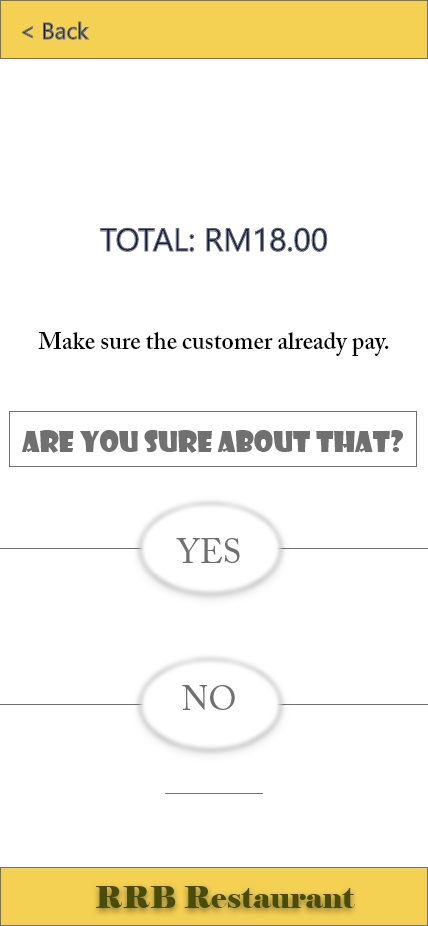 < Back
TOTAL: RM18.00
Make sure the customer already pay.
ARE YOU SURE ABOUT THAT?
YES
NO
RRB Restaurant